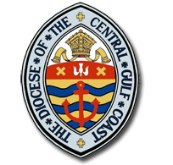 THE DIOCESE OF THE CENTRAL GULF COAST